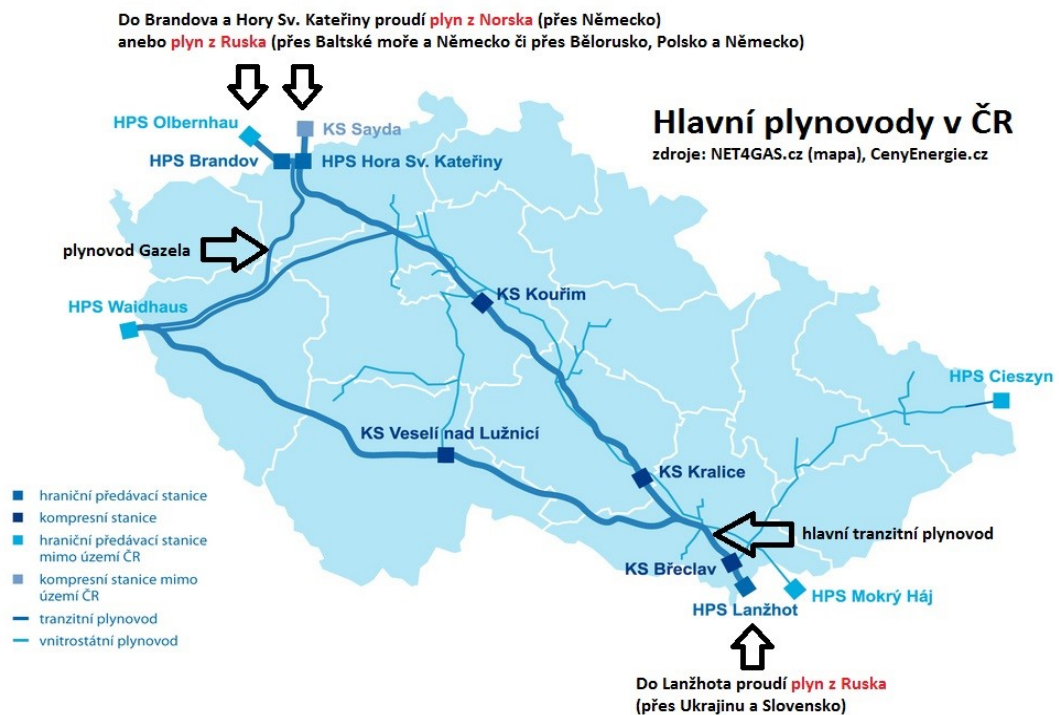 Do Brandova a Hory Sv. Kateřiny proudí plyn z Norska (přes Německo)
anebo plyn z Ruska (přes Baltské moře a Německo či přes Bělorusko, Polsko a Německo)
Hlavní plynovody v ČR
zdroje: NET4GAS.cz (mapa), CenyEnergie.cz
HPS Olbernhau
KS Sayda
HPS Brandov
HPS Hora Sv. Kateřiny
plynovod Gazela
HPS Waidhaus
KS Kouřim
HPS Cieszyn
KS Veselí nad Lužnicí
KS Kralice
hlavní tranzitní plynovod
KS Břeclav
HPS Lanžhot
HPS Mokrý Háj
hraniční předávací stanice
kompresní stanice
hraniční předávací stanice
mimo území ČR
kompresní stanice mimo
území ČR
tranzitní plynovod
vnitrostátní plynovod
Do Lanžhota proudí plyn z Ruska
(přes Ukrajinu a Slovensko)